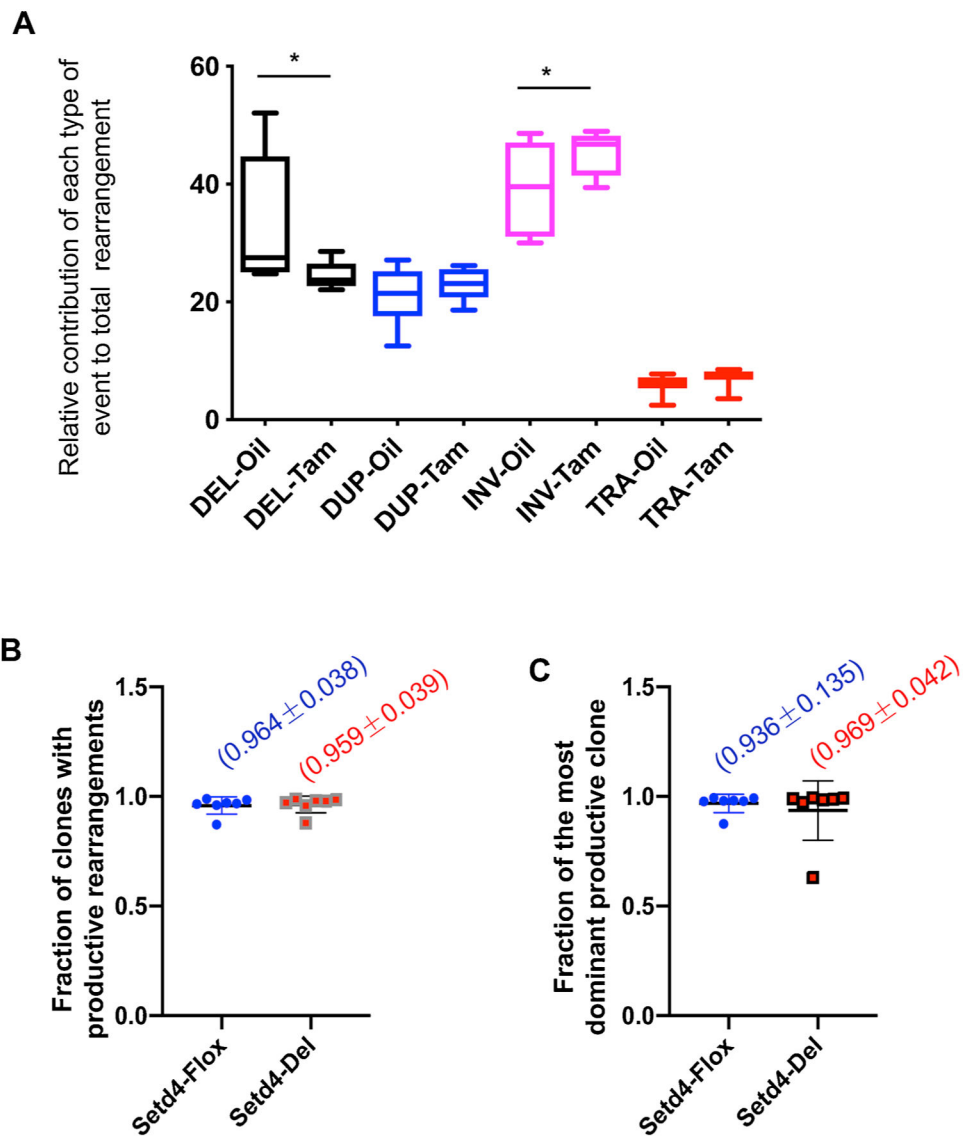 A
Relative contribution of each type of
event to total rearrangement
60
40
20
0
*
*
DEL-Oil
DEL-Tam
DUP-Oil
DUP-Tam
INV-Oil
INV-Tam
TRA-Oil
TRA-Tam
B
Fraction of clones with
productive rearrangements
1.5
1.0
0.5
0.0
(0.964±0.038)
(0.959±0.039)
Setd4-Flox
Setd4-Del
C
Fraction of the most
dominant productive clone
1.5
1.0
0.5
0.0
(0.936±0.135)
(0.969±0.042)
Setd4-Flox
Setd4-Del